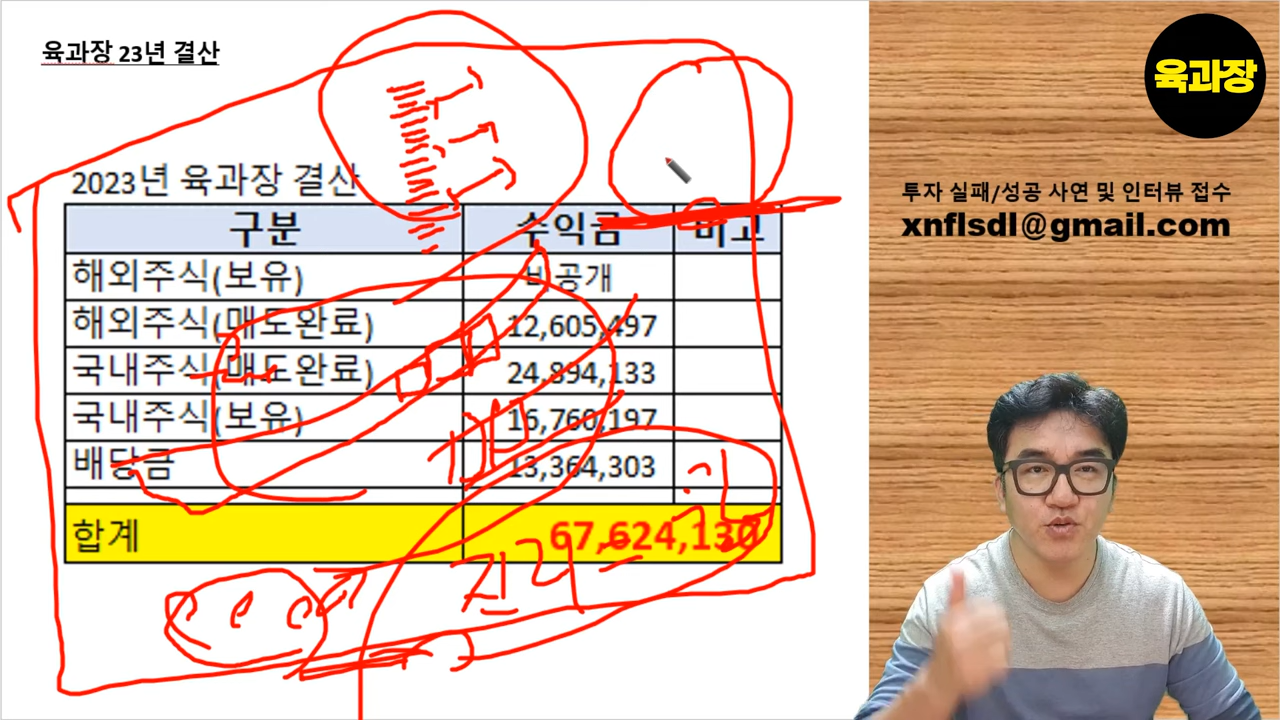 육과장 23년 결산
육과장
투자 실패/성공 사연 및 인터뷰 접수
xnflsdl@gmail.com
2023년 육과장 결산
구분 수익금 비고
해외주식(보유) 비공개
해외주식(매도완료) 12,605,497
국내주식(매도완료) 24,894,133
국내주식(보유) 16,760,197
배당금 13,364,303
합계 67,624,130